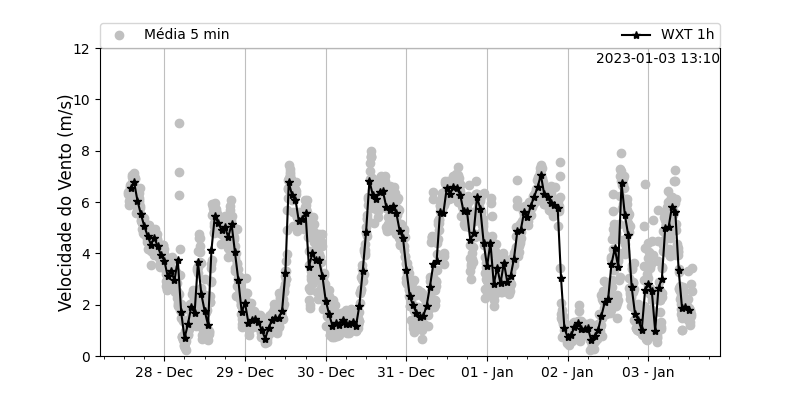 Média 5 min
WXT 1h
2023-01-03 13:10
Velocidade do Vento (m/s)
12
10
8
6
4
2
0
28 - Dec
29 - Dec
30 - Dec
31 - Dec
01 - Jan
02 - Jan
03 - Jan